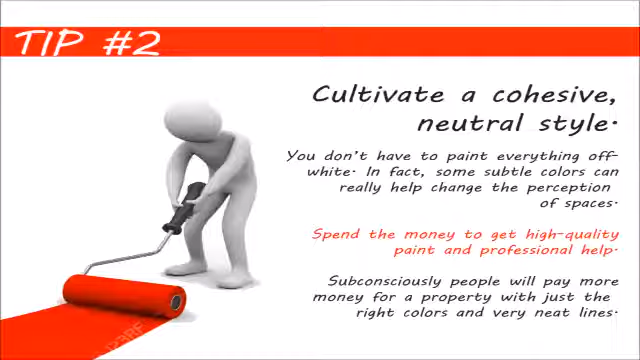 TIP #2
Cultivate a cohesive,
neutral style.
You don't have to paint everything off-
white. In fact, some subtle colors can
really help change the perception
of spaces.
Spend the money to get high-quality
paint and professional help.
Subconsciously people will pay more
money for a property with just the
right colors and very neat lines.
123RF